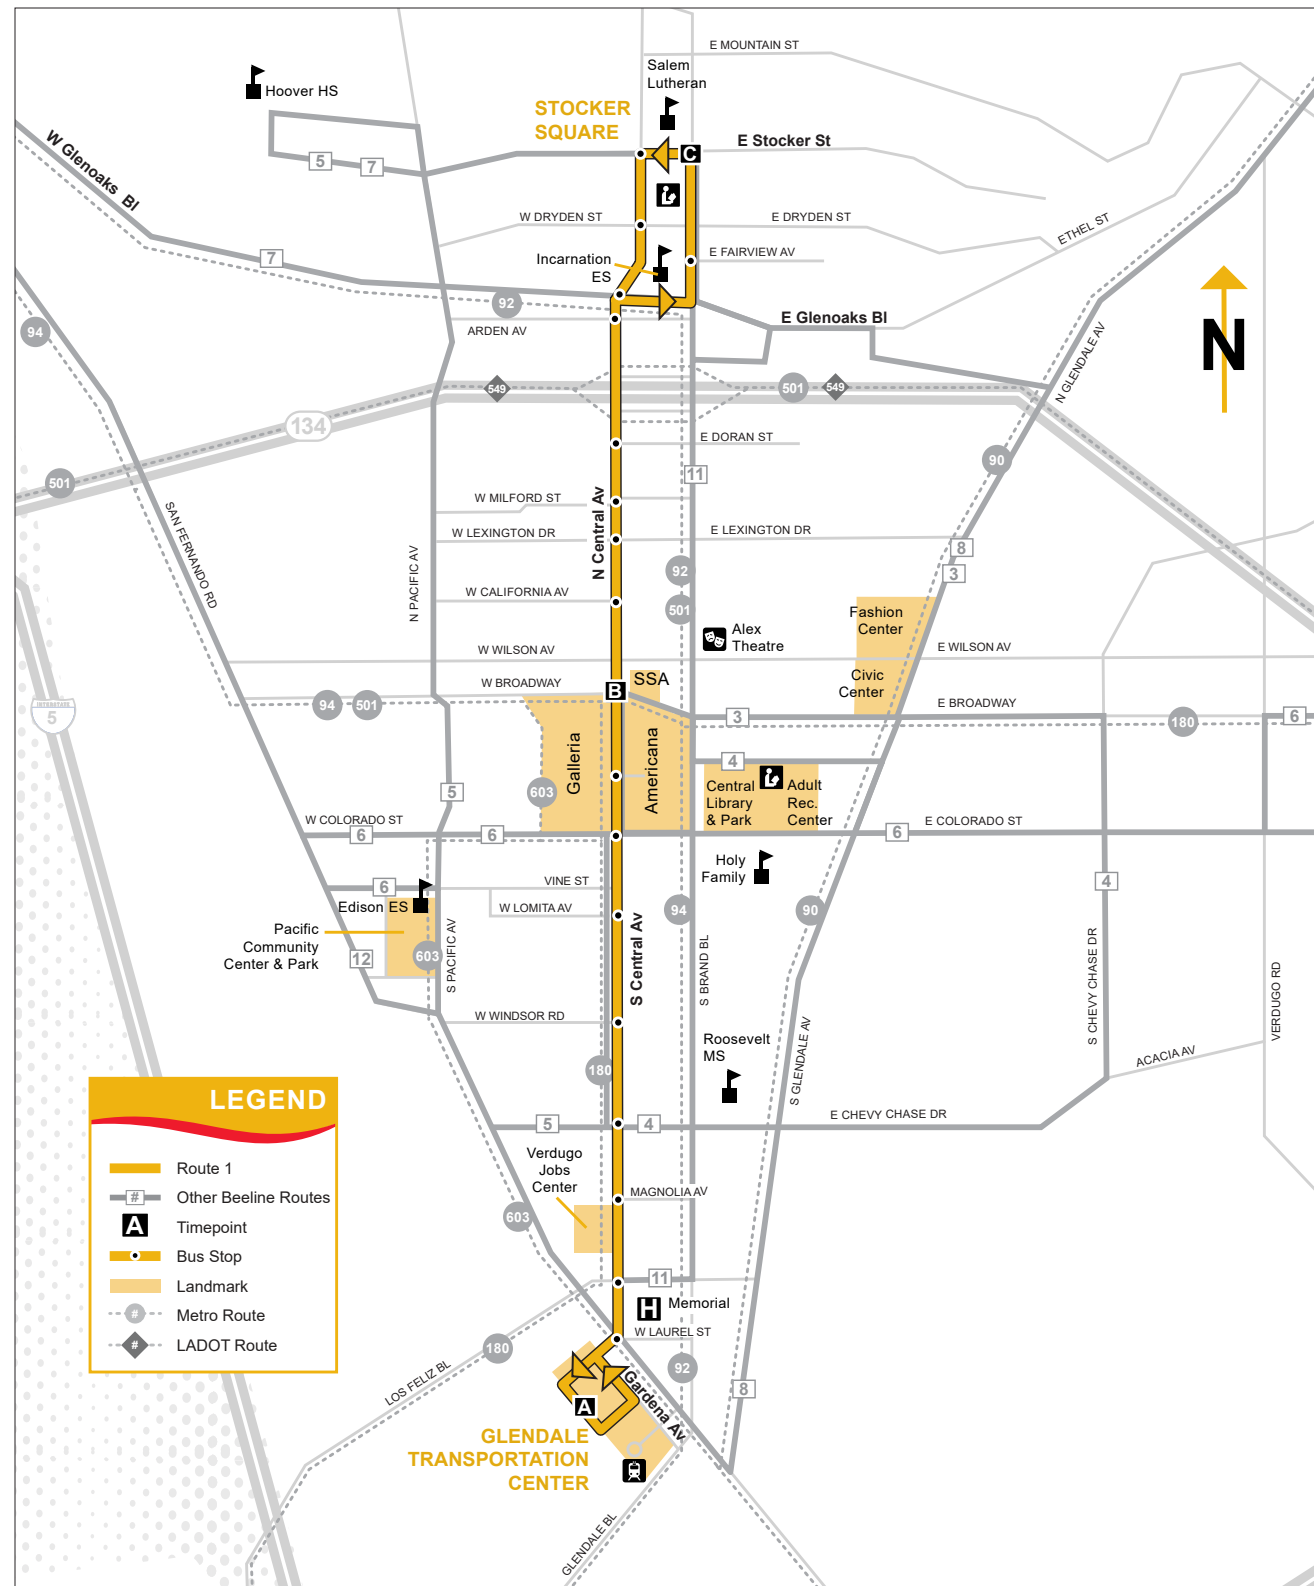 E MOUNTAIN ST
Salem
Lutheran
Hoover HS
STOCKER
SQUARE
W Glenoaks Bl
E Stocker St
C
5
7
W DRYDEN ST
E DRYDEN ST
ETHEL ST
E FAIRVIEW AV
Incarnation
ES
7
92
E Glenoaks Bl
94
ARDEN AV
N
N GLENDALE AV
549
501
549
134
E DORAN ST
90
11
501
W MILFORD ST
SAN FERNANDO RD
N Central Av
W LEXINGTON DR
E LEXINGTON DR
8
3
N PACIFIC AV
92
W CALIFORNIA AV
501
Fashion
Center
Alex
Theatre
W WILSON AV
E WILSON AV
Civic
Center
SSA
W BROADWAY
B
E BROADWAY
94
501
3
180
6
INTERSTATE
5
Galleria
Americana
4
5
603
Central
Library
& Park
Adult
Rec.
Center
W COLORADO ST
E COLORADO ST
6
6
6
Holy
Family
VINE ST
6
4
Edison ES
W LOMITA AV
94
90
Pacific
Community
Center & Park
12
603
S PACIFIC AV
S Central Av
S BRAND BL
S CHEVY CHASE DR
VERDUGO RD
W WINDSOR RD
Roosevelt
MS
S GLENDALE AV
ACACIA AV
180
LEGEND
5
4
E CHEVY CHASE DR
Verdugo
Jobs
Center
Route 1
# Other Beeline Routes
MAGNOLIA AV
A Timepoint
603
Bus Stop
Landmark
11
# Metro Route
H Memorial
# LADOT Route
W LAUREL ST
180
92
LOS FELIZ BL
8
Gardena Av
A
GLENDALE
TRANSPORTATION
CENTER
GLENDALE BL